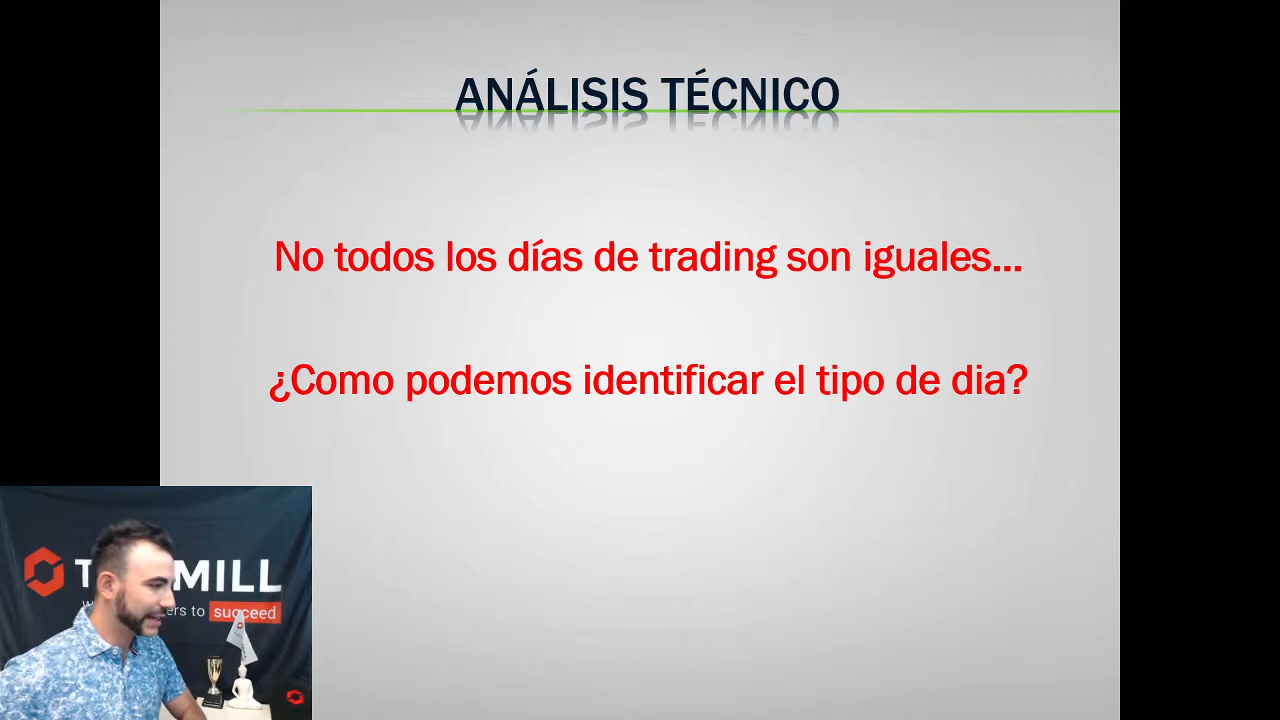 ANÁLISIS TÉCNICO
No todos los días de trading son iguales...
¿Como podemos identificar el tipo de dia?
MILL
to succeed